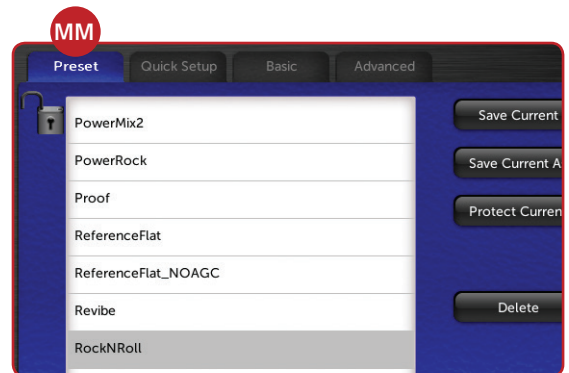 MM
Preset Quick Setup Basic Advanced
PowerMix2
PowerRock
Proof
ReferenceFlat
ReferenceFlat_NOAGC
Revibe
RockNRoll
Save Current
Save Current A
Protect Curren
Delete